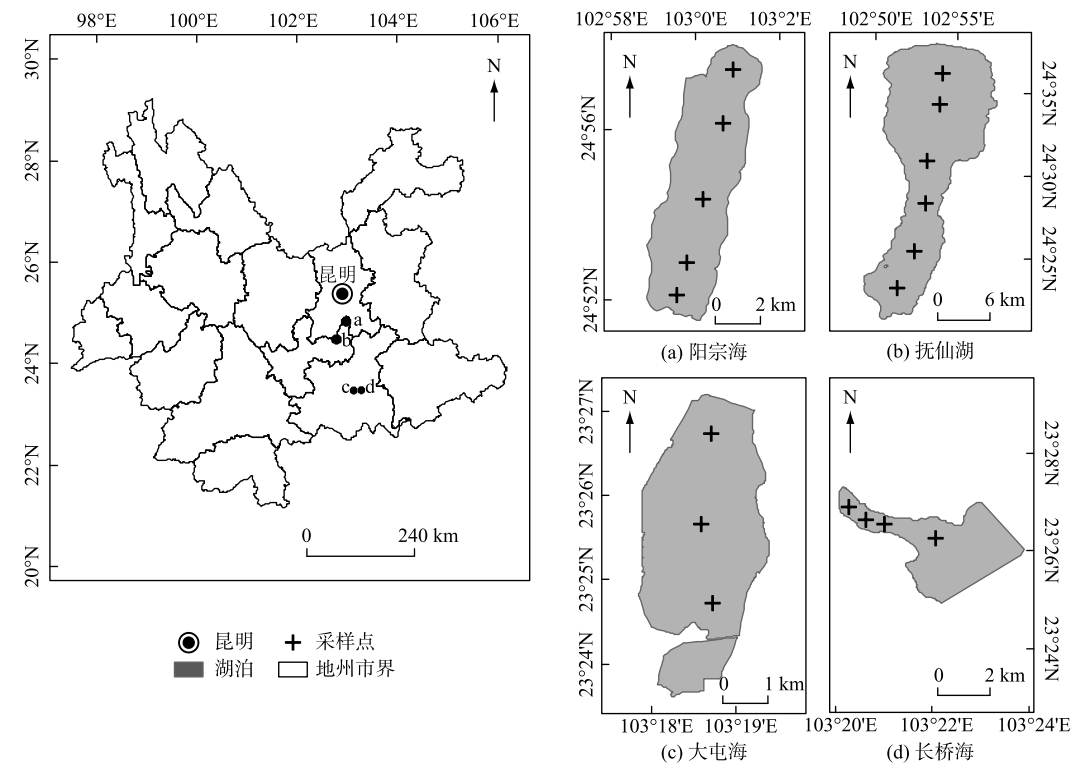 98°E 100°E 102°E 104°E 106°E
30°N
28°N
26°N
24°N
22°N
20°N
N
昆明
a
b
c d
0 240 km
昆明 采样点
湖泊 地州市界
102°58'E 103°0'E 103°2'E
24°56'N
24°52'N
N
0 2 km
(a) 阳宗海
102°50'E 102°55'E
24°35'N
24°30'N
24°25'N
N
0 6 km
(b) 抚仙湖
23°27'N
23°26'N
23°25'N
23°24'N
N
0 1 km
103°18'E 103°19'E
(c) 大屯海
N
23°28'N
23°26'N
23°24'N
0 2 km
103°20'E 103°22'E 103°24'E
(d) 长桥海